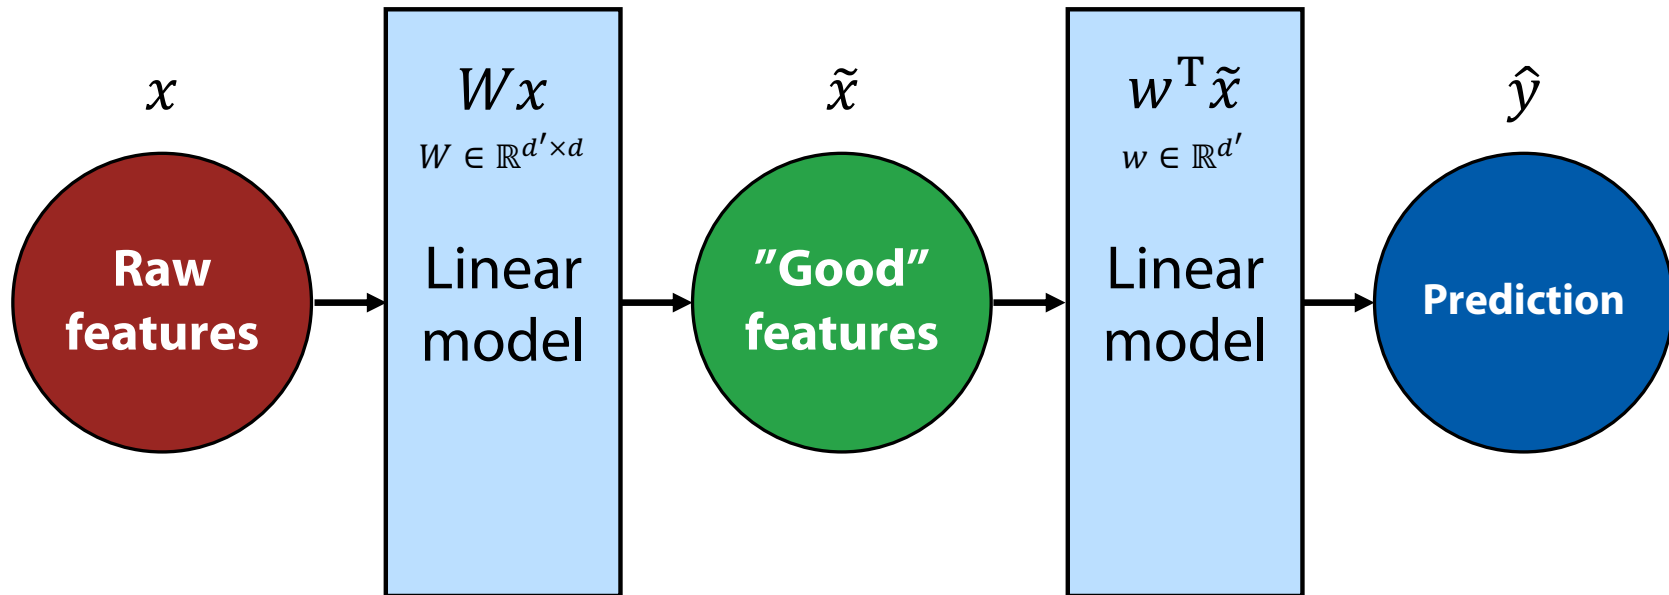 x
Raw
features
Wx
W ∈ ℝ^{d′×d}
Linear
model
x̃
”Good”
features
w^T x̃
w ∈ ℝ^{d′}
Linear
model
ŷ
Prediction